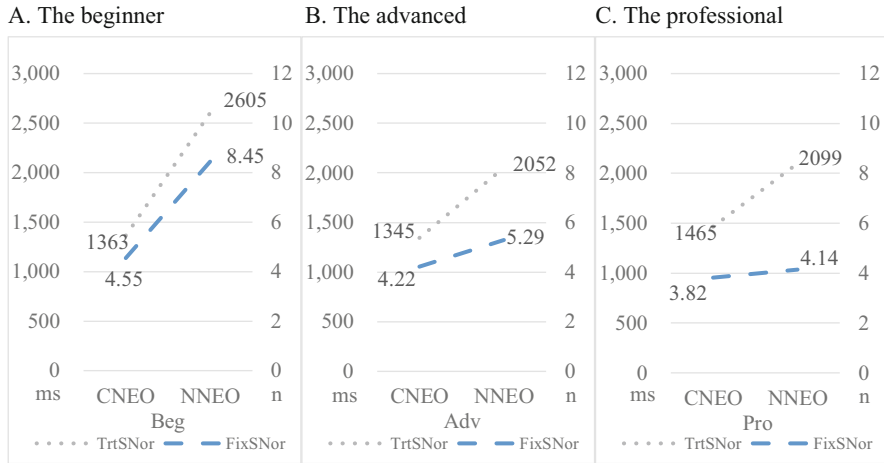 A. The beginner
3,000 12
2,500 2605 10
2,000 8.45 8
1,500 6
1363
1,000 4.55 4
500 2
0 0
ms CNEO NNEO n
Beg
TrtSNor FixSNor
B. The advanced
3,000 12
2,500 10
2,000 2052 8
1,500 1345 5.29 6
1,000 4.22 4
500 2
0 0
ms CNEO NNEO n
Adv
TrtSNor FixSNor
C. The professional
3,000 12
2,500 10
2,000 2099 8
1,500 1465 6
1,000 3.82 4.14 4
500 2
0 0
ms CNEO NNEO n
Pro
TrtSNor FixSNor